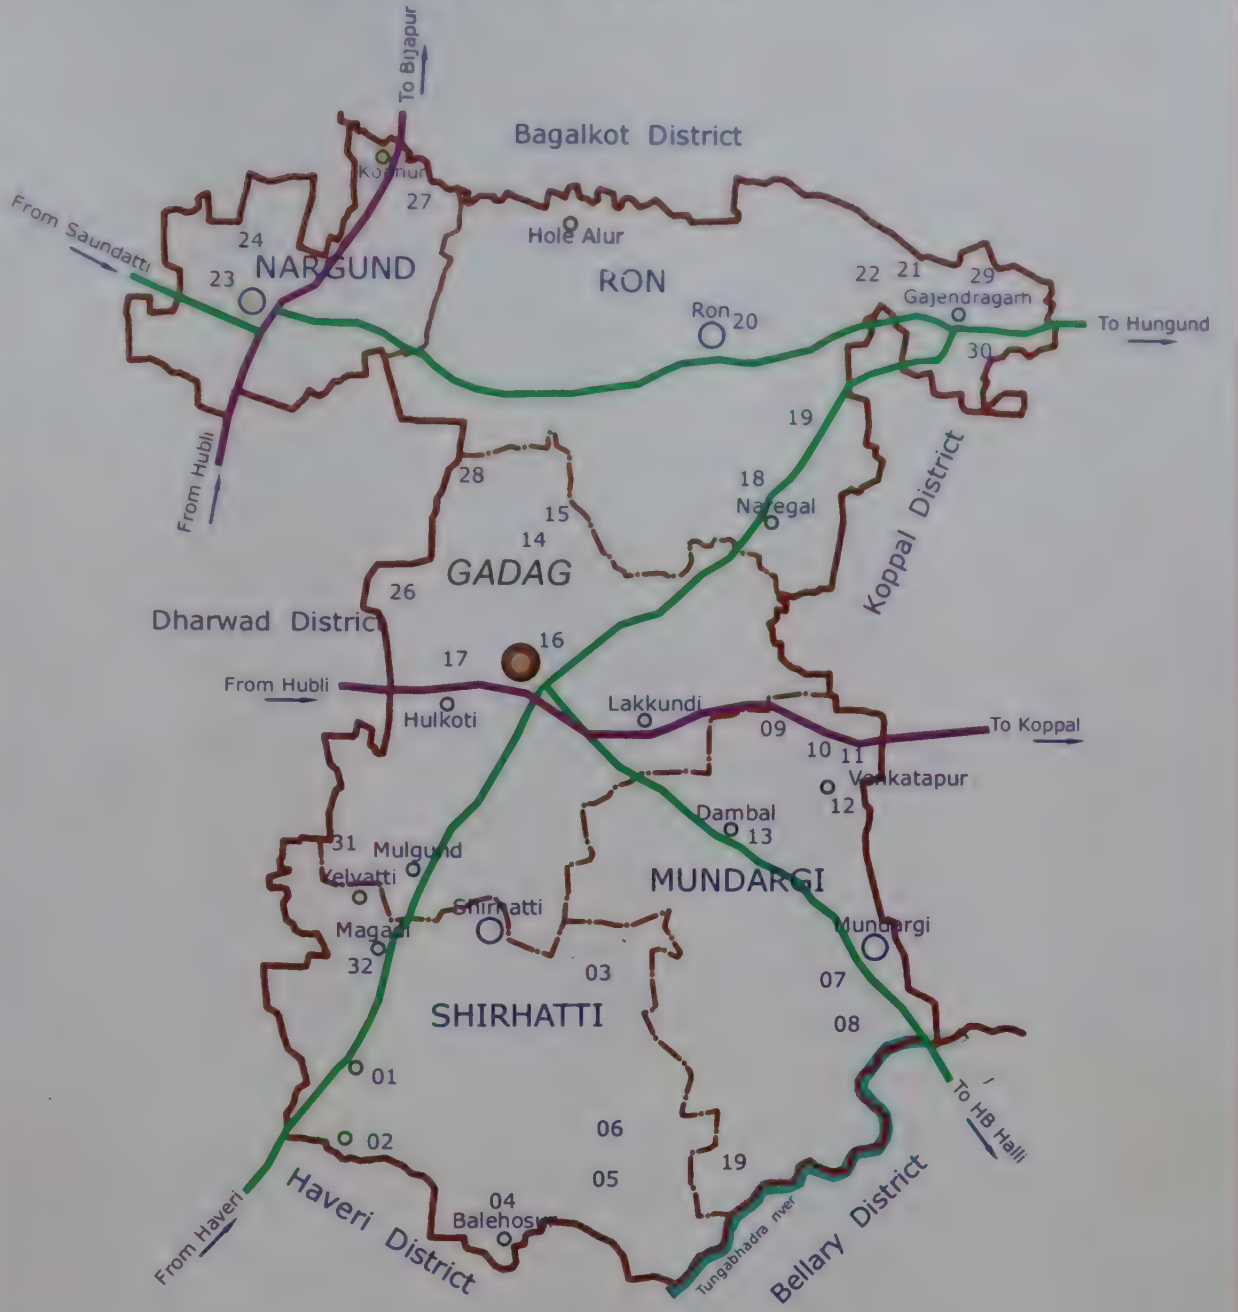 To Bijapur
Bagalkot District
Konnur
27
From Saundatti
24
Hole Alur
NARGUND
RON
22
21
29
23
Gajendragarh
Ron
20
To Hungund
30
19
From Hubli
28
18
Naregal
Koppal District
15
14
GADAG
26
Dharwad District
16
17
From Hubli
Hulkoti
Lakkundi
09
To Koppal
10
11
Venkatapur
12
Dambal
13
31
Mulgund
Yelvatti
MUNDARGI
Shirhatti
Magadi
32
Mundargi
03
07
SHIRHATTI
08
01
To HB Halli
02
06
19
05
04
Balehosur
From Haveri
Haveri District
Tungabhadra river
Bellary District